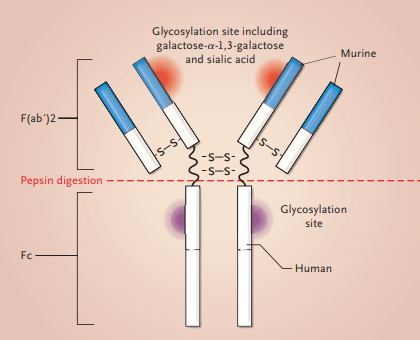 Glycosylation site including
galactose-α-1,3-galactose
and sialic acid
Murine
F(ab´)2
-S–S-
-S–S-
-S–S-
-S–S-
Pepsin digestion
Glycosylation
site
Fc
Human